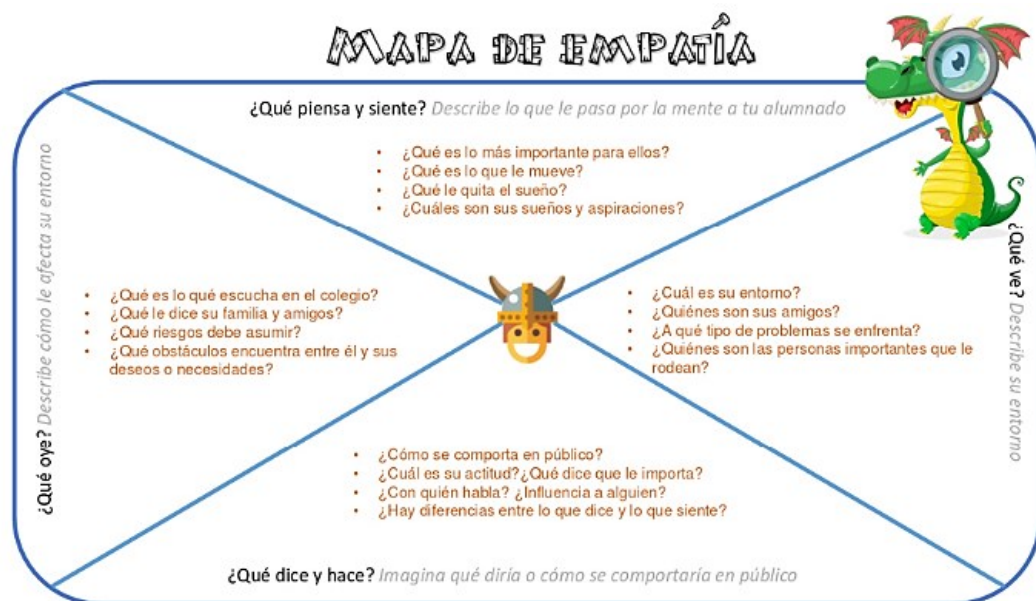 MAPA DE EMPATÍA
¿Qué piensa y siente? Describe lo que le pasa por la mente a tu alumnado
• ¿Qué es lo más importante para ellos?
• ¿Qué es lo que le mueve?
• ¿Qué le quita el sueño?
• ¿Cuáles son sus sueños y aspiraciones?
¿Qué oye? Describe cómo le afecta su entorno
• ¿Qué es lo qué escucha en el colegio?
• ¿Qué le dice su familia y amigos?
• ¿Qué riesgos debe asumir?
• ¿Qué obstáculos encuentra entre él y sus
deseos o necesidades?
¿Qué ve? Describe su entorno
• ¿Cuál es su entorno?
• ¿Quiénes son sus amigos?
• ¿A qué tipo de problemas se enfrenta?
• ¿Quiénes son las personas importantes que le
rodean?
• ¿Cómo se comporta en público?
• ¿Cuál es su actitud?¿Qué dice que le importa?
• ¿Con quién habla? ¿Influencia a alguien?
• ¿Hay diferencias entre lo que dice y lo que siente?
¿Qué dice y hace? Imagina qué diría o cómo se comportaría en público